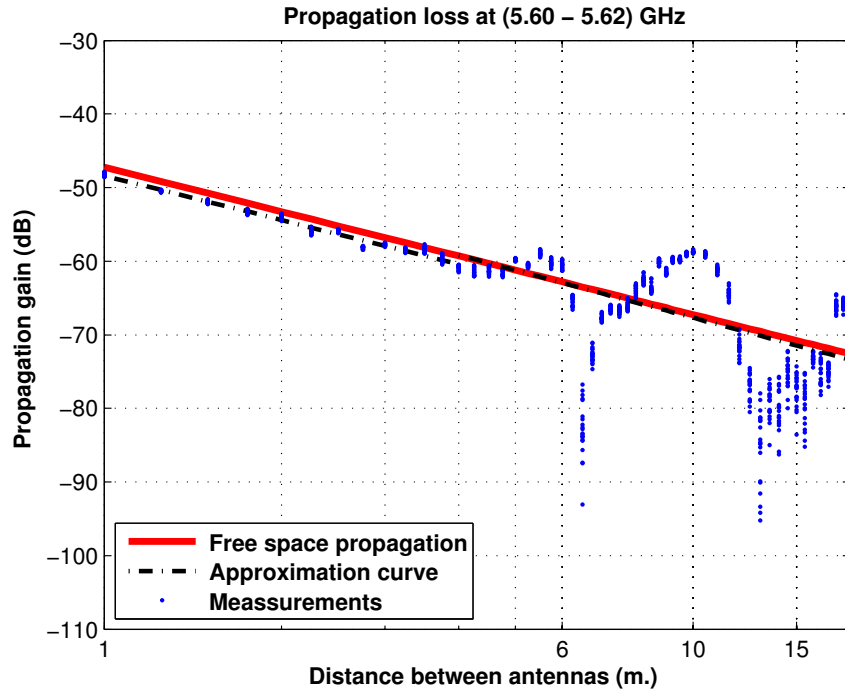 Propagation loss at (5.60 − 5.62) GHz
Propagation gain (dB)
−30
−40
−50
−60
−70
−80
−90
−100
−110
Free space propagation
Approximation curve
Meassurements
1
6
10
15
Distance between antennas (m.)